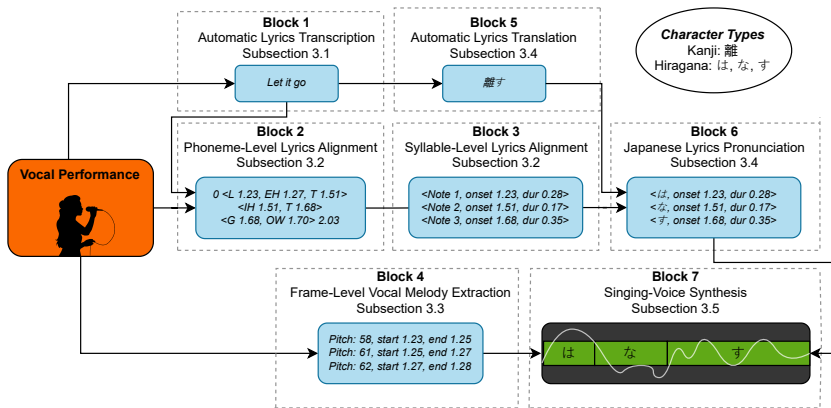 Block 1
Automatic Lyrics Transcription
Subsection 3.1
Let it go
Block 5
Automatic Lyrics Translation
Subsection 3.4
離す
Character Types
Kanji: 離
Hiragana: は, な, す
Vocal Performance
Block 2
Phoneme-Level Lyrics Alignment
Subsection 3.2
0 <L 1.23, EH 1.27, T 1.51>
<IH 1.51, T 1.68>
<G 1.68, OW 1.70> 2.03
Block 3
Syllable-Level Lyrics Alignment
Subsection 3.2
<Note 1, onset 1.23, dur 0.28>
<Note 2, onset 1.51, dur 0.17>
<Note 3, onset 1.68, dur 0.35>
Block 6
Japanese Lyrics Pronunciation
Subsection 3.4
<は, onset 1.23, dur 0.28>
<な, onset 1.51, dur 0.17>
<す, onset 1.68, dur 0.35>
Block 4
Frame-Level Vocal Melody Extraction
Subsection 3.3
Pitch: 58, start 1.23, end 1.25
Pitch: 61, start 1.25, end 1.27
Pitch: 62, start 1.27, end 1.28
Block 7
Singing-Voice Synthesis
Subsection 3.5
は な す